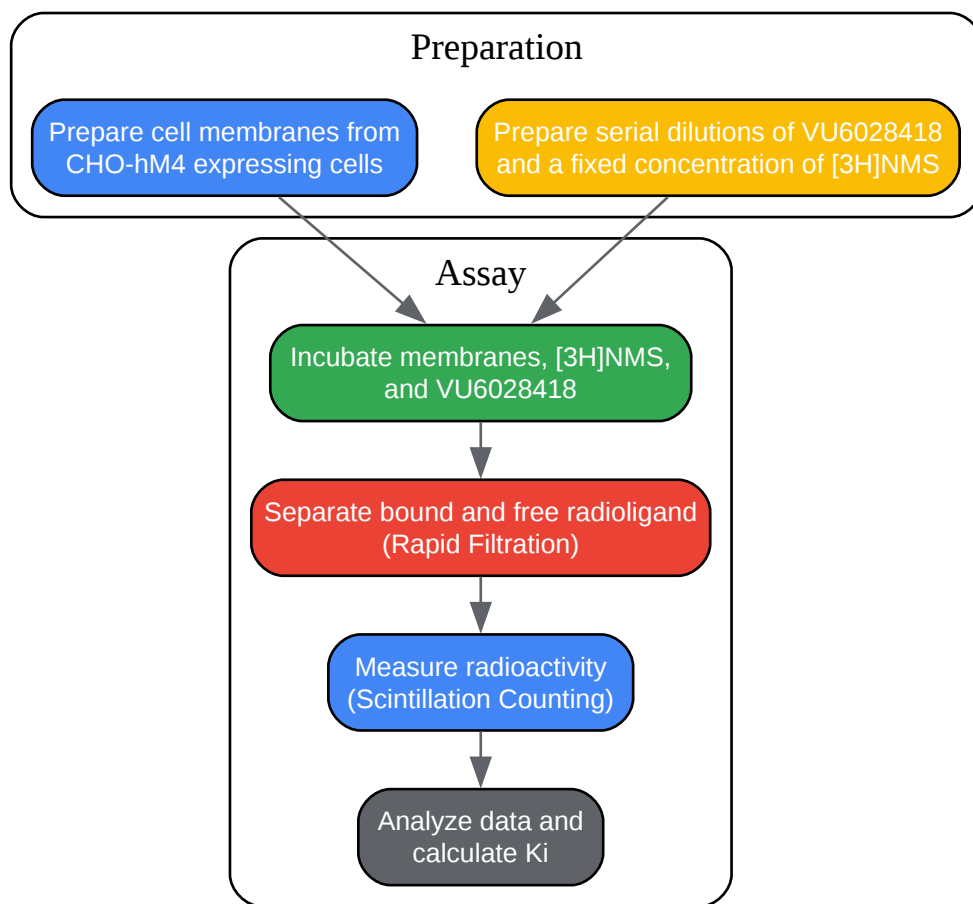 Preparation
Prepare cell membranes from
CHO-hM4 expressing cells
Prepare serial dilutions of VU6028418
and a fixed concentration of [3H]NMS
Assay
Incubate membranes, [3H]NMS,
and VU6028418
Separate bound and free radioligand
(Rapid Filtration)
Measure radioactivity
(Scintillation Counting)
Analyze data and
calculate Ki